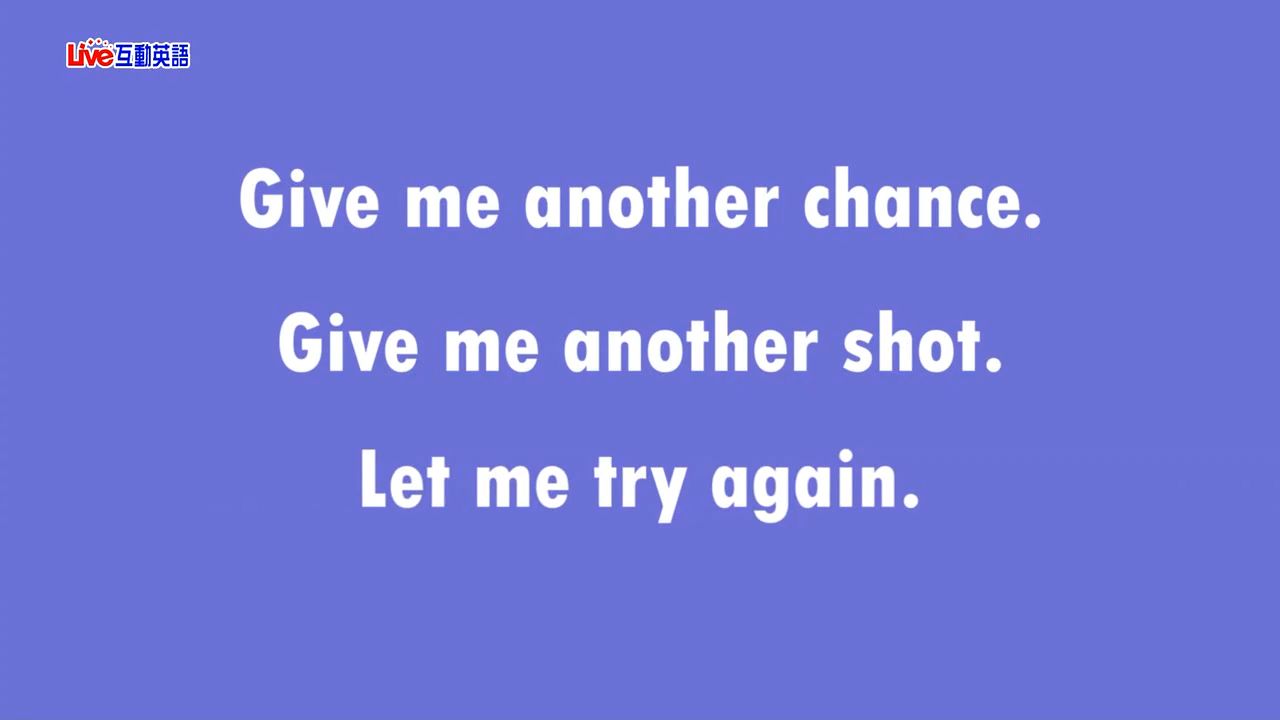 Live互動英語
Give me another chance.
Give me another shot.
Let me try again.